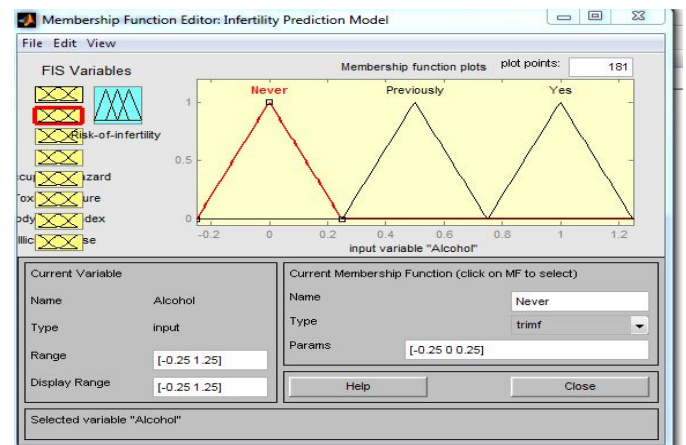 Membership Function Editor: Infertility Prediction Model
File Edit View
FIS Variables
Membership function plots
plot points:
181
Never
Previously
Yes
1
0.5
0
-0.2
0
0.2
0.4
0.6
0.8
1
1.2
input variable "Alcohol"
Risk-of-infertility
zard
ure
dex
se
Current Variable
Name
Alcohol
Type
input
Range
[-0.25 1.25]
Display Range
[-0.25 1.25]
Current Membership Function (click on MF to select)
Name
Never
Type
trimf
Params
[-0.25 0 0.25]
Help
Close
Selected variable "Alcohol"